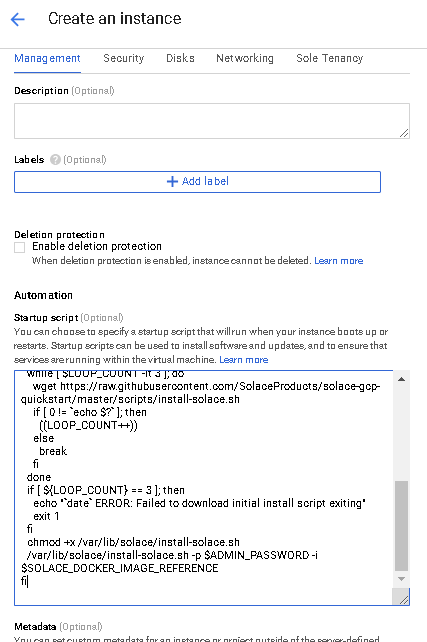 Create an instance
Management Security Disks Networking Sole Tenancy
Description (Optional)
Labels (Optional)
+ Add label
Deletion protection
Enable deletion protection
When deletion protection is enabled, instance cannot be deleted. Learn more
Automation
Startup script (Optional)
You can choose to specify a startup script that will run when your instance boots up or
restarts. Startup scripts can be used to install software and updates, and to ensure that
services are running within the virtual machine. Learn more
while [ $LOOP_COUNT -lt 3 ]; do
wget https://raw.githubusercontent.com/SolaceProducts/solace-gcp-
quickstart/master/scripts/install-solace.sh
if [ 0 != `echo $?` ]; then
((LOOP_COUNT++))
else
break
fi
done
if [ ${LOOP_COUNT} == 3 ]; then
echo "`date` ERROR: Failed to download initial install script exiting"
exit 1
fi
chmod +x /var/lib/solace/install-solace.sh
/var/lib/solace/install-solace.sh -p $ADMIN_PASSWORD -i
$SOLACE_DOCKER_IMAGE_REFERENCE
fi
Metadata (Optional)
You can set custom metadata for an instance or project outside of the server-defined